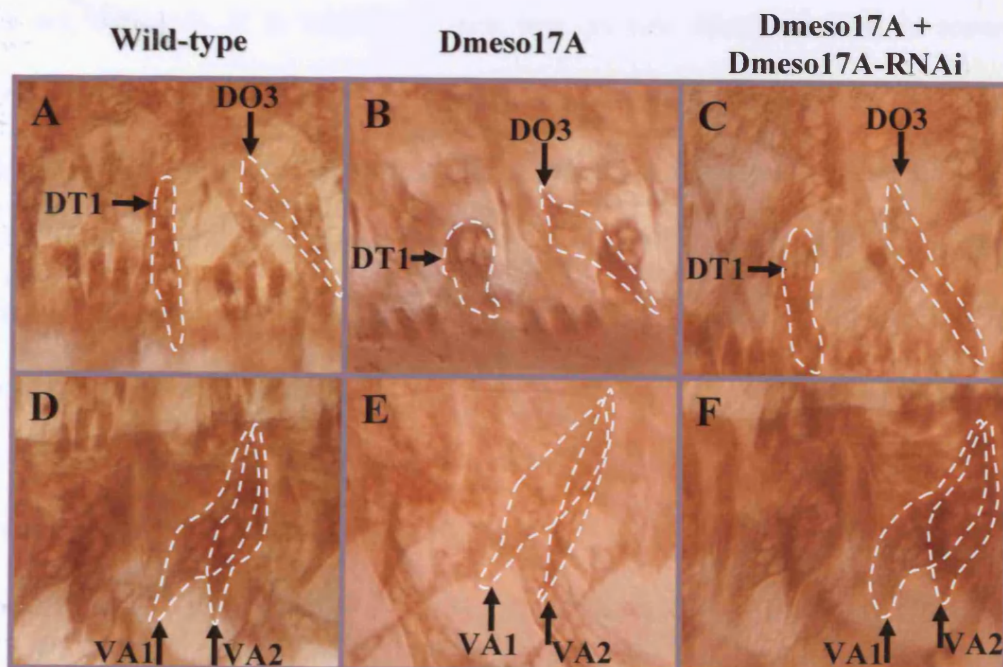 Wild-type
Dmeso17A
Dmeso17A +
Dmeso17A-RNAi
A
DO3
DT1
B
DO3
DT1
C
DO3
DT1
D
VA1
VA2
E
VA1
VA2
F
VA1
VA2